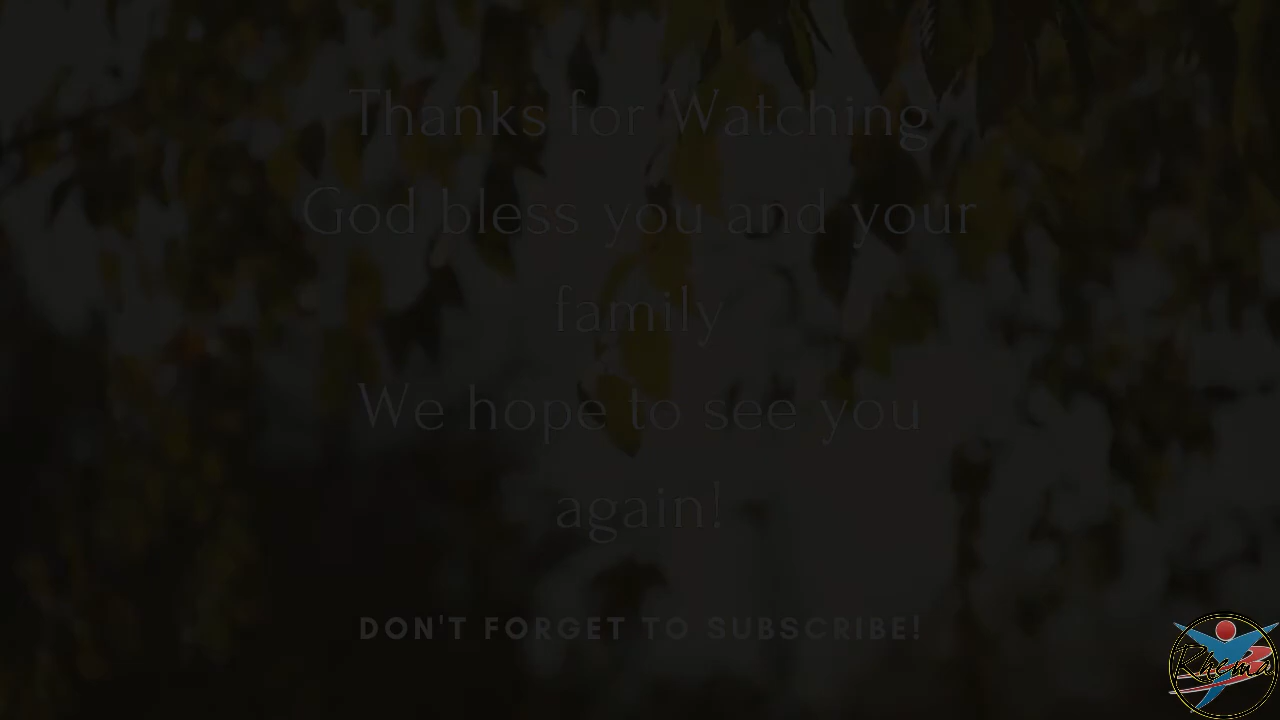 Thanks for Watching
God bless you and your
family
We hope to see you
again!
DON'T FORGET TO SUBSCRIBE!
Rhema